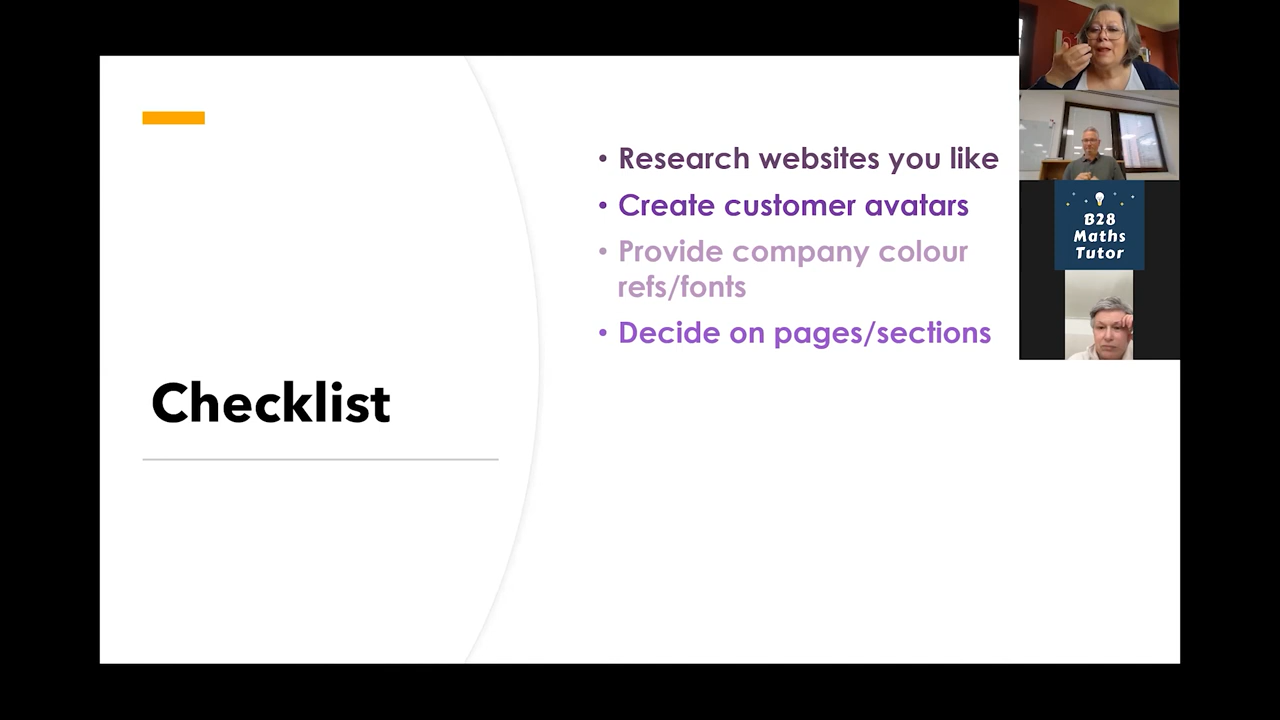 Checklist
• Research websites you like
• Create customer avatars
• Provide company colour
refs/fonts
• Decide on pages/sections
B28
Maths
Tutor